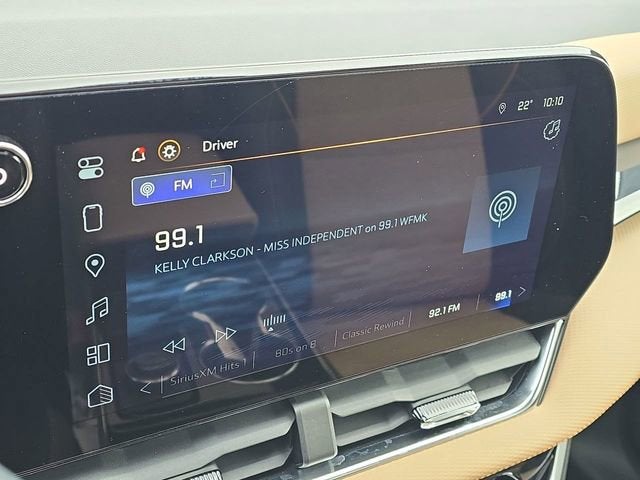 22° 10:10
Driver
FM
99.1
KELLY CLARKSON - MISS INDEPENDENT on 99.1 WFMK
SiriusXM Hits 1 80s on 8 Classic Rewind 92.1 FM 99.1